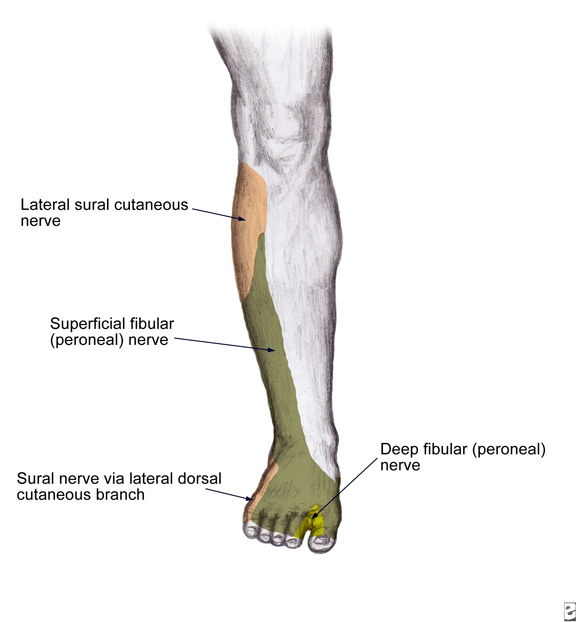 Lateral sural cutaneous
nerve
Superficial fibular
(peroneal) nerve
Deep fibular (peroneal)
nerve
Sural nerve via lateral dorsal
cutaneous branch